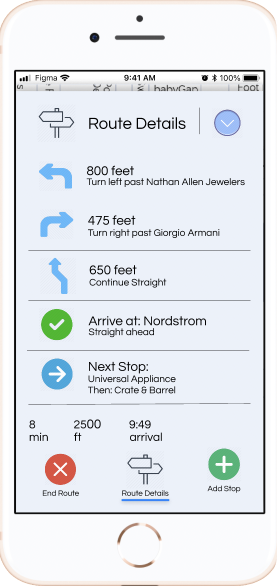 Figma 9:41 AM 100%
babyGap Foot
Route Details
800 feet
Turn left past Nathan Allen Jewelers
475 feet
Turn right past Giorgio Armani
650 feet
Continue Straight
Arrive at: Nordstrom
Straight ahead
Next Stop:
Universal Appliance
Then: Crate & Barrel
8 2500 9:49
min ft arrival
End Route Route Details Add Stop